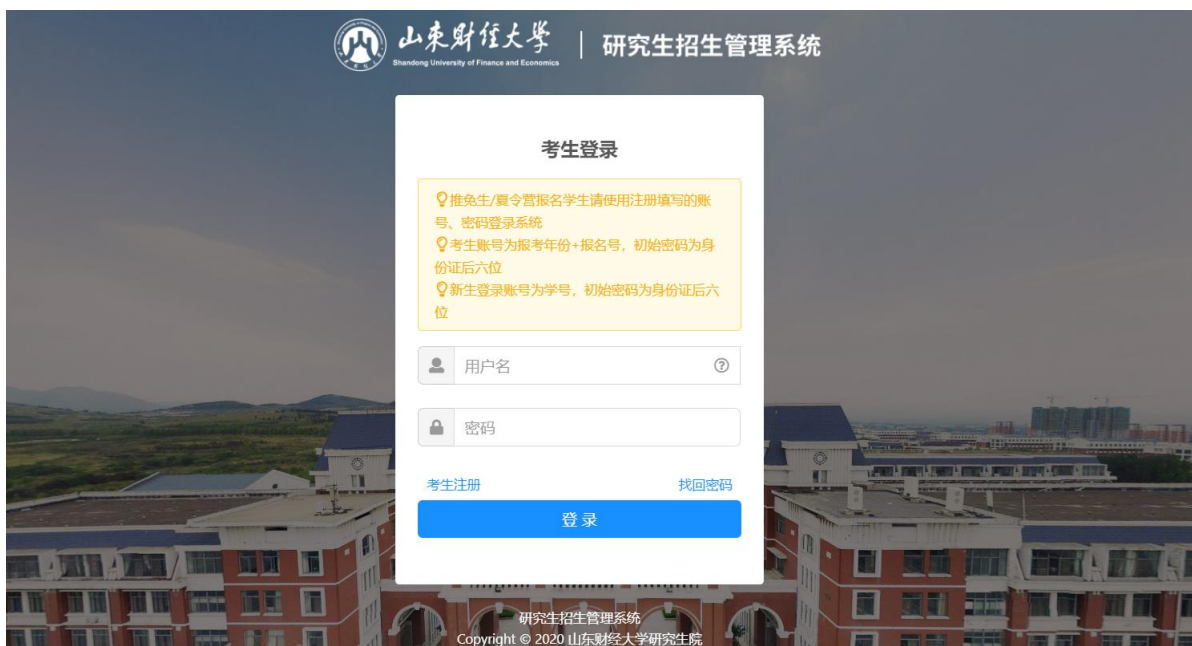 山东财经大学
Shandong University of Finance and Economics
研究生招生管理系统
考生登录
推免生/夏令营报名学生请使用注册填写的账
号、密码登录系统
考生账号为报考年份+报名号，初始密码为身
份证后六位
新生登录账号为学号，初始密码为身份证后六
位
用户名
密码
考生注册
找回密码
登 录
研究生招生管理系统
Copyright © 2020 山东财经大学研究生院